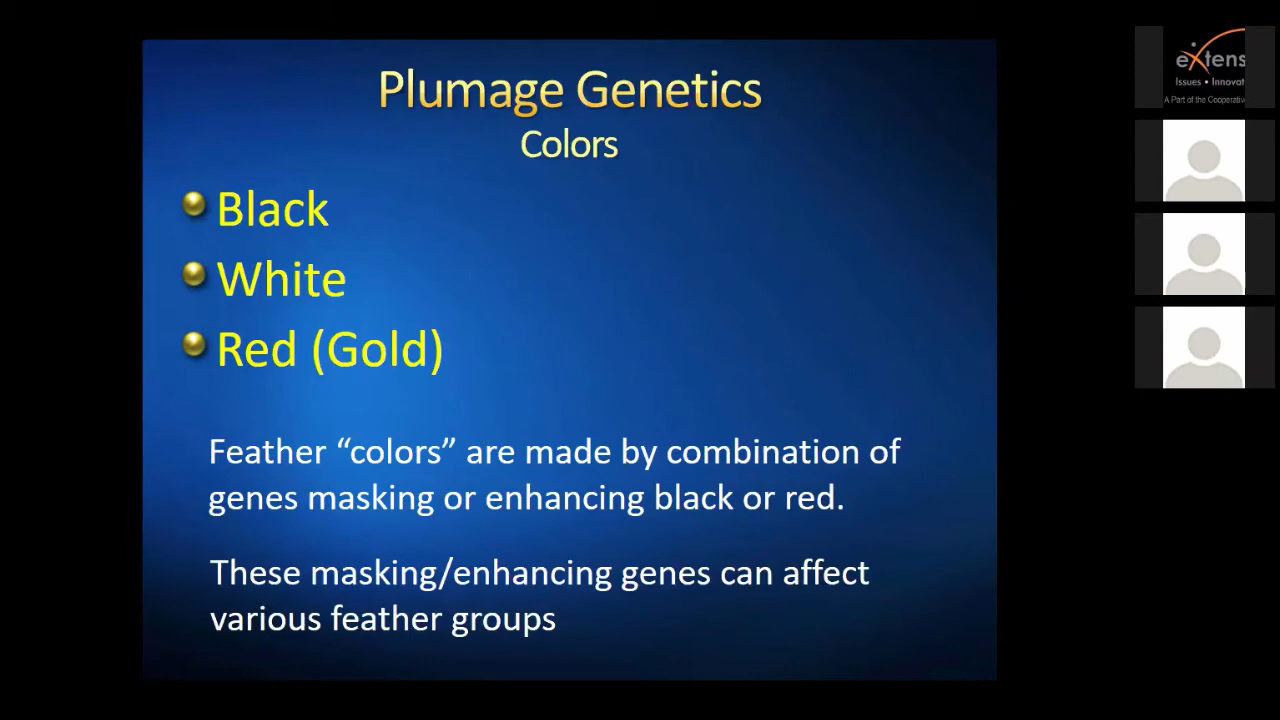 Plumage Genetics
Colors
Black
White
Red (Gold)
Feather “colors” are made by combination of
genes masking or enhancing black or red.
These masking/enhancing genes can affect
various feather groups
eXtens
Issues • Innovat
A Part of the Cooperativ